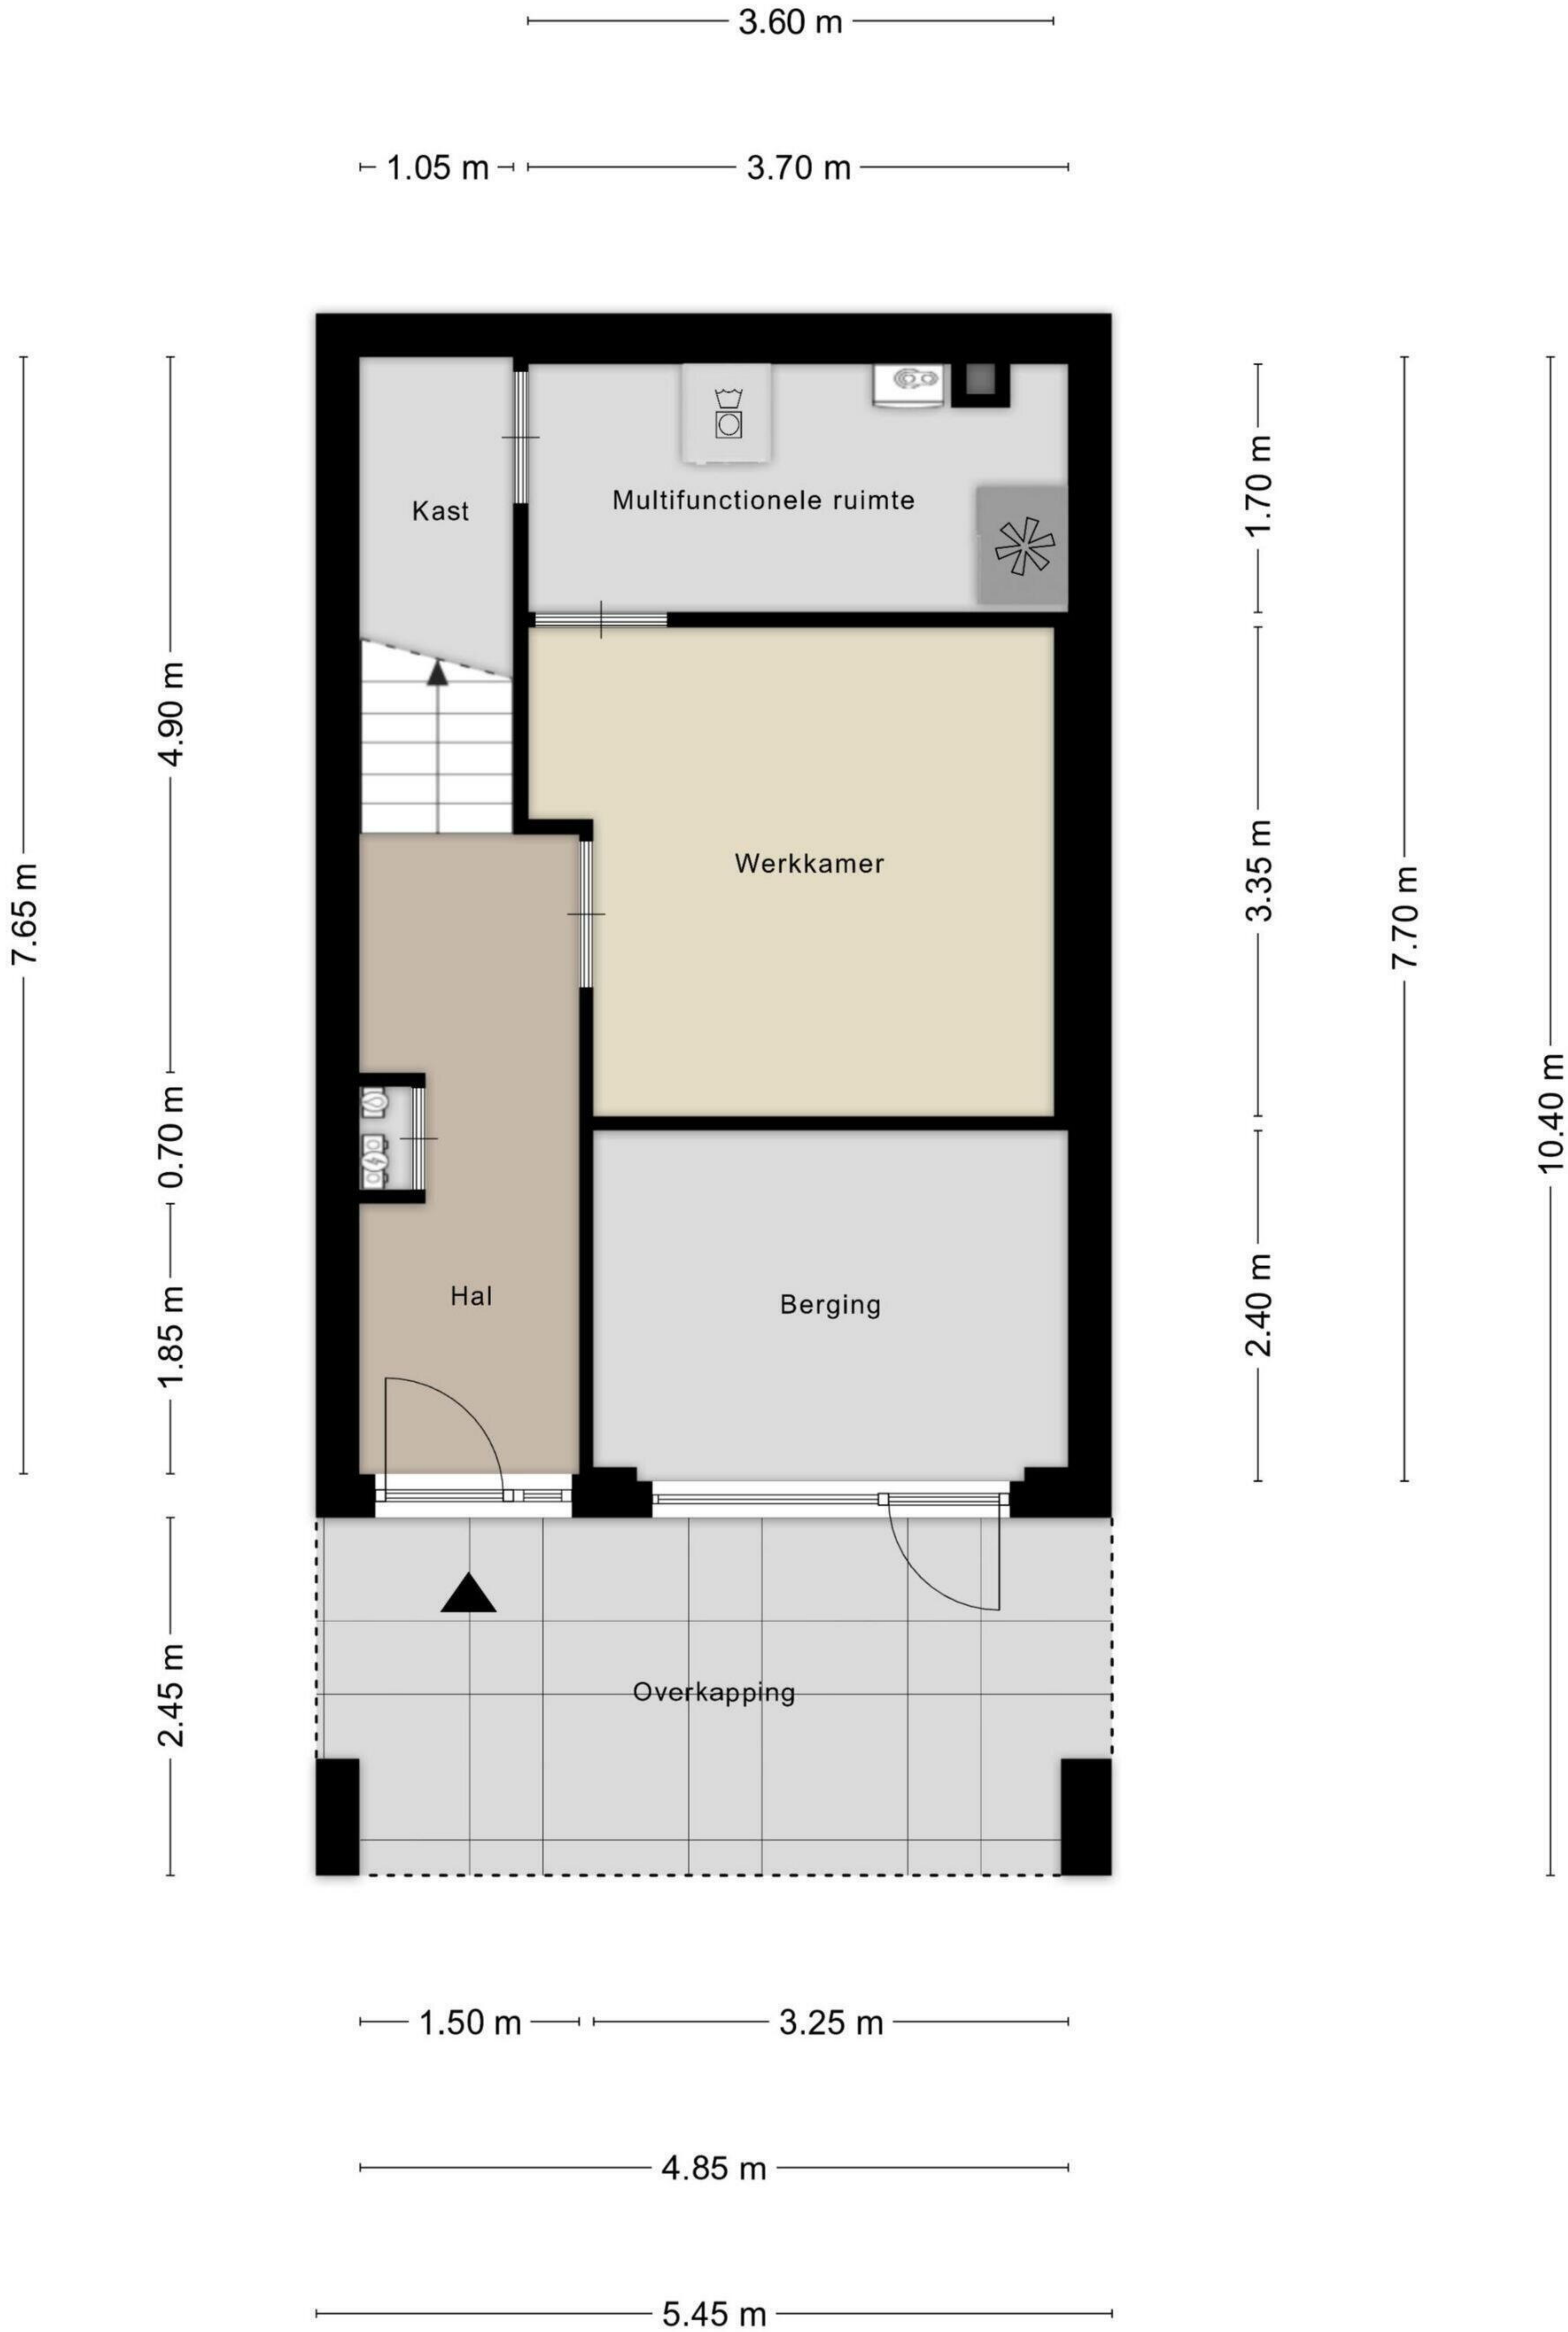 3.60 m
1.05 m
3.70 m
Kast
Multifunctionele ruimte
1.70 m
4.90 m
Werkkamer
3.35 m
7.65 m
7.70 m
10.40 m
0.70 m
Hal
Berging
1.85 m
2.40 m
2.45 m
Overkapping
1.50 m
3.25 m
4.85 m
5.45 m